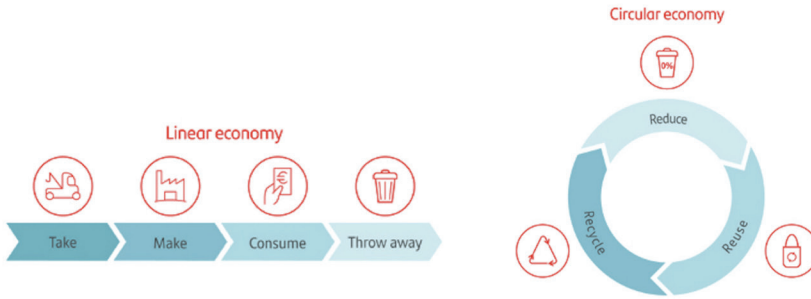 Circular economy
0%
Reduce
Reuse
Recycle
Linear economy
€
Take
Make
Consume
Throw away